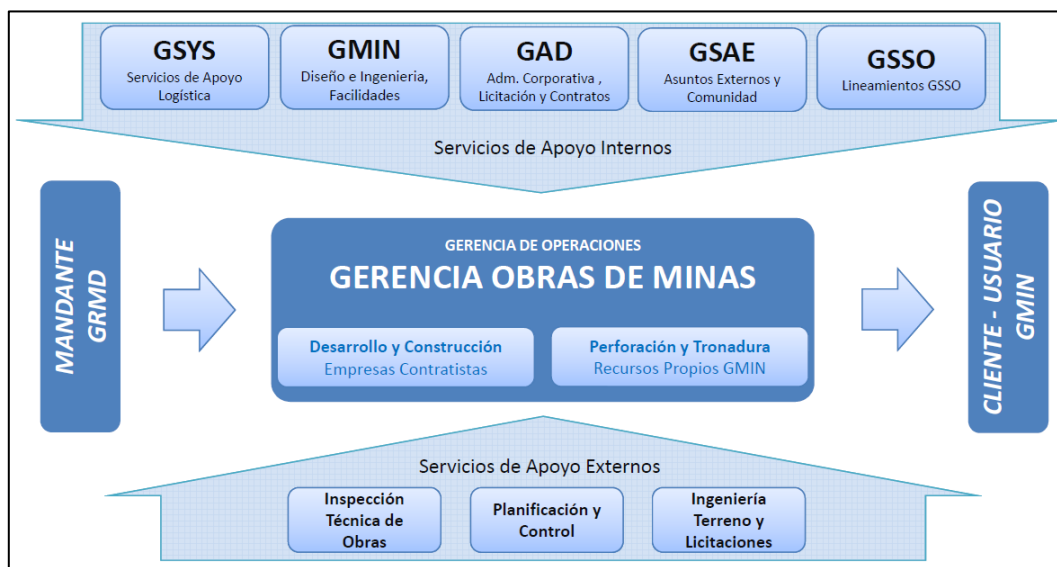 GSYS
Servicios de Apoyo
Logística
GMIN
Diseño e Ingenieria,
Facilidades
GAD
Adm. Corporativa ,
Licitación y Contratos
GSAE
Asuntos Externos y
Comunidad
GSSO
Lineamientos GSSO
Servicios de Apoyo Internos
MANDANTE
GRMD
GERENCIA DE OPERACIONES
GERENCIA OBRAS DE MINAS
Desarrollo y Construcción
Empresas Contratistas
Perforación y Tronadura
Recursos Propios GMIN
CLIENTE - USUARIO
GMIN
Servicios de Apoyo Externos
Inspección
Técnica de
Obras
Planificación y
Control
Ingeniería
Terreno y
Licitaciones